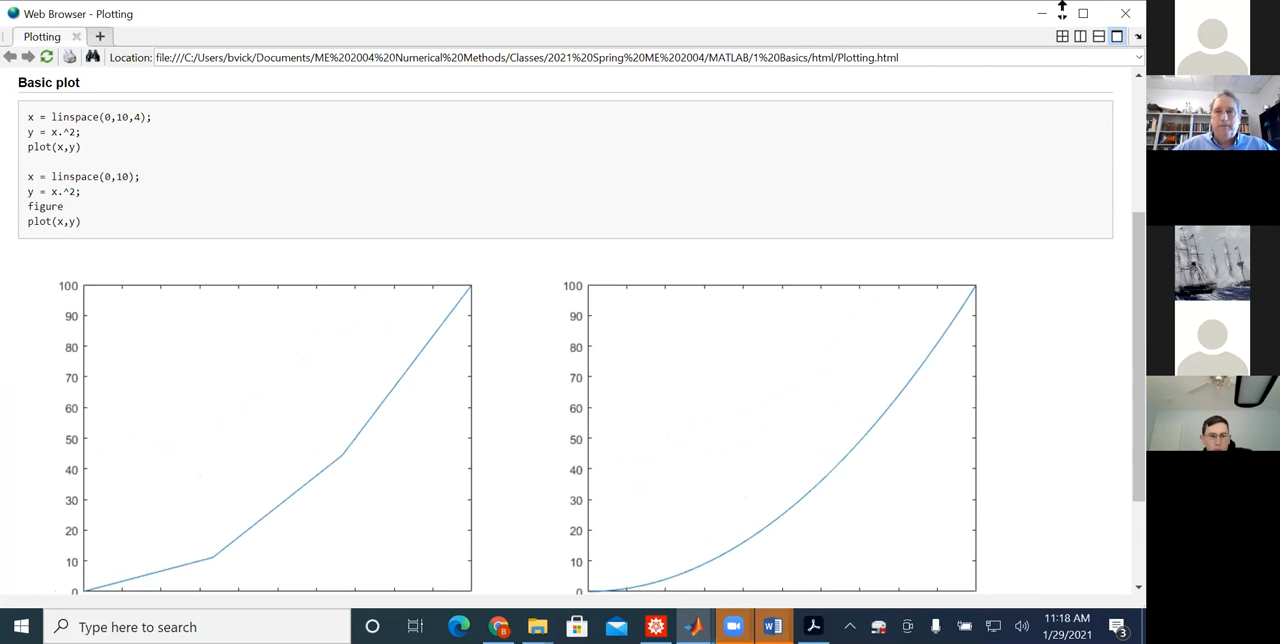 Web Browser - Plotting
Plotting
Location: file:///C:/Users/bvick/Documents/ME%202004%20Numerical%20Methods/Classes/2021%20Spring%20ME%202004/MATLAB/1%20Basics/html/Plotting.html
Basic plot
x = linspace(0,10,4);
y = x.^2;
plot(x,y)
x = linspace(0,10);
y = x.^2;
figure
plot(x,y)
100
90
80
70
60
50
40
30
20
10
0
100
90
80
70
60
50
40
30
20
10
0
Type here to search
11:18 AM
1/29/2021
3